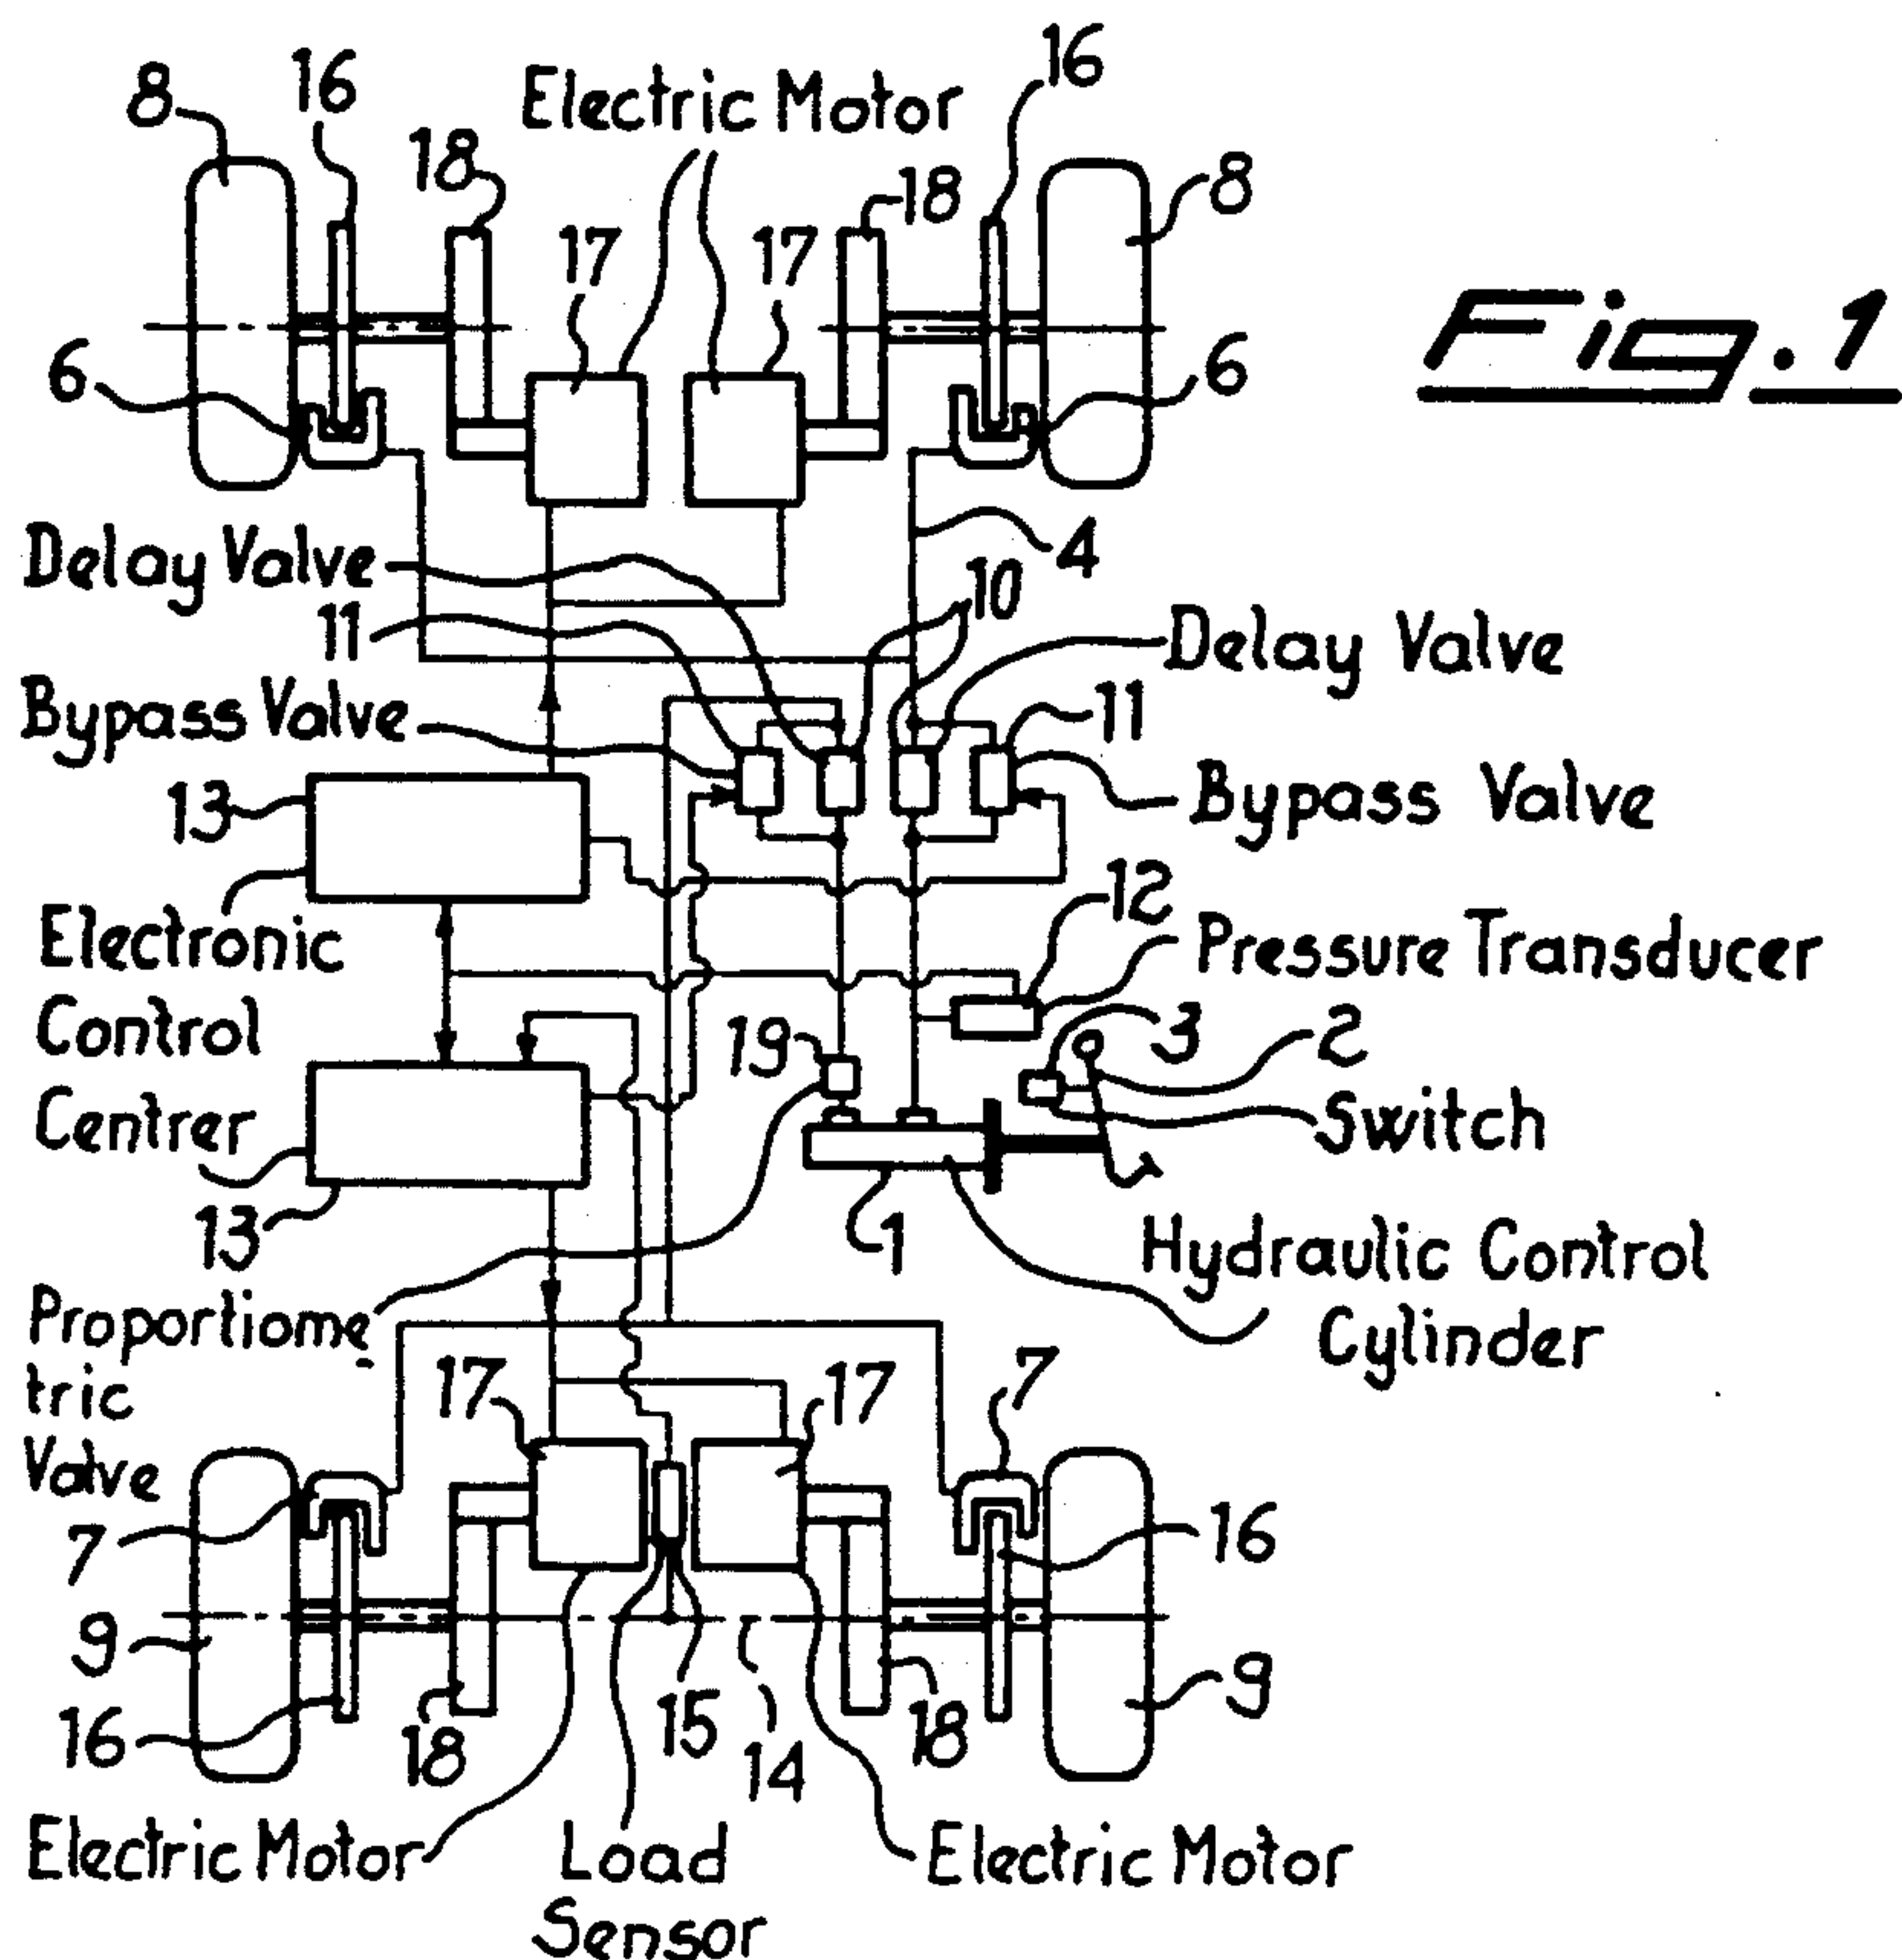 16
8
16
Electric Motor
18
8
18
17
17
Fig. 1
6
6
Delay Valve
4
10
11
Delay Valve
Bypass Valve
11
13
Bypass Valve
12
Electronic
Pressure Transducer
Control
19
3
2
Centrer
Switch
13
1
Hydraulic Control
Cylinder
Proportiome
tric
Valve
17
17
7
7
16
9
9
16
18
15
14
18
Electric Motor
Load
Sensor
Electric Motor